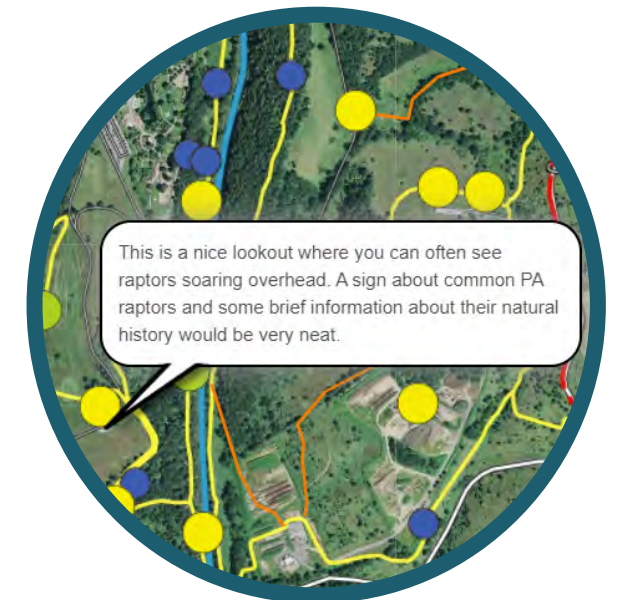 This is a nice lookout where you can often see
raptors soaring overhead. A sign about common PA
raptors and some brief information about their natural
history would be very neat.